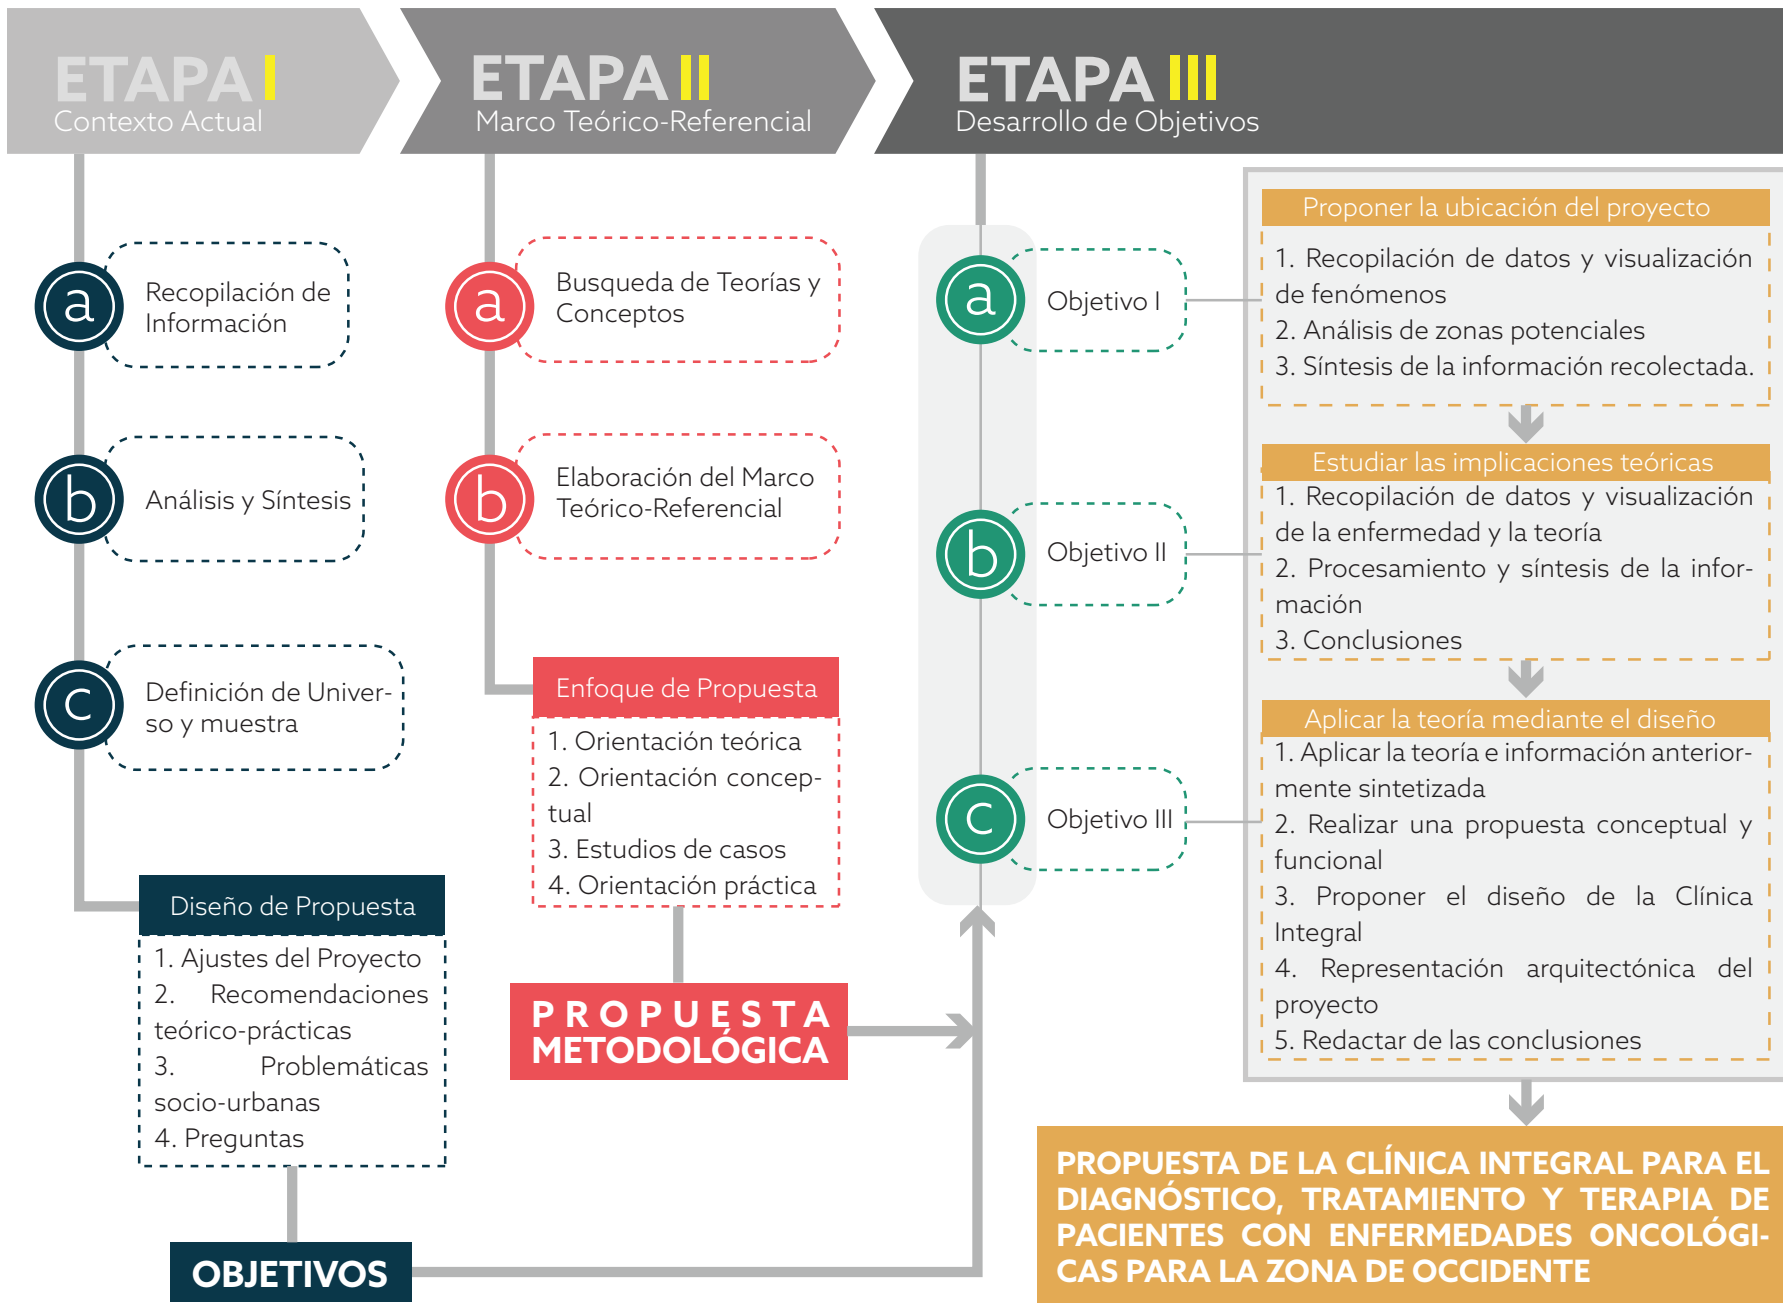 ETAPA I
Contexto Actual
a
Recopilación de
Información
b
Análisis y Síntesis
c
Definición de Univer-
so y muestra
Diseño de Propuesta
1. Ajustes del Proyecto
2. Recomendaciones
teórico-prácticas
3. Problemáticas
socio-urbanas
4. Preguntas
OBJETIVOS
ETAPA II
Marco Teórico-Referencial
a
Busqueda de Teorías y
Conceptos
b
Elaboración del Marco
Teórico-Referencial
Enfoque de Propuesta
1. Orientación teórica
2. Orientación concep-
tual
3. Estudios de casos
4. Orientación práctica
PROPUESTA
METODOLÓGICA
ETAPA III
Desarrollo de Objetivos
a
Objetivo I
b
Objetivo II
c
Objetivo III
Proponer la ubicación del proyecto
1. Recopilación de datos y visualización
de fenómenos
2. Análisis de zonas potenciales
3. Síntesis de la información recolectada.
Estudiar las implicaciones teóricas
1. Recopilación de datos y visualización
de la enfermedad y la teoría
2. Procesamiento y síntesis de la infor-
mación
3. Conclusiones
Aplicar la teoría mediante el diseño
1. Aplicar la teoría e información anterior-
mente sintetizada
2. Realizar una propuesta conceptual y
funcional
3. Proponer el diseño de la Clínica
Integral
4. Representación arquitectónica del
proyecto
5. Redactar de las conclusiones
PROPUESTA DE LA CLÍNICA INTEGRAL PARA EL
DIAGNÓSTICO, TRATAMIENTO Y TERAPIA DE
PACIENTES CON ENFERMEDADES ONCOLÓGI-
CAS PARA LA ZONA DE OCCIDENTE